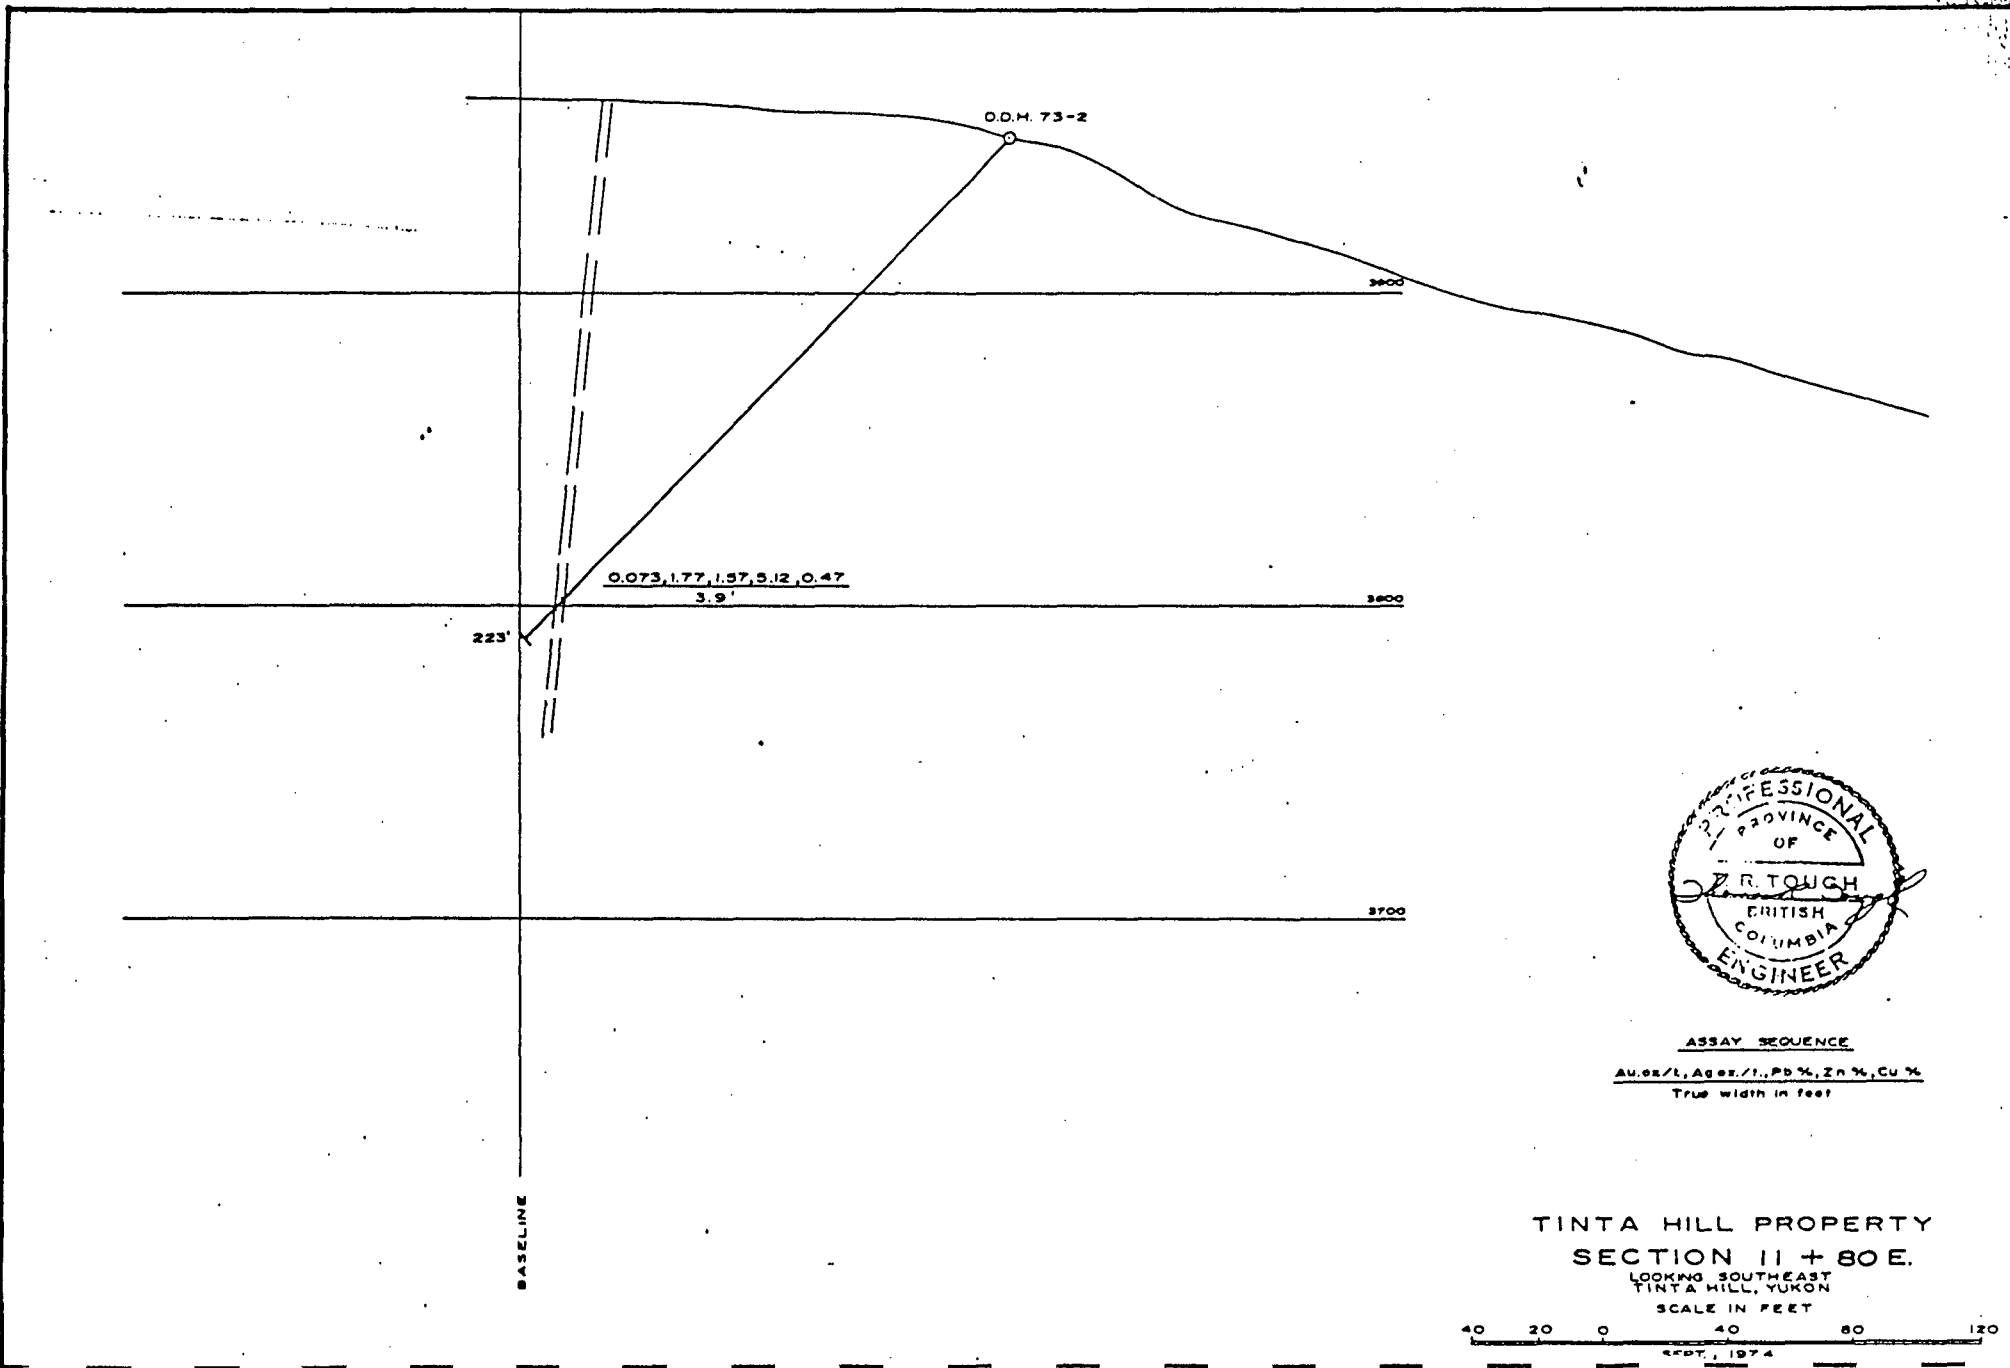 D.D.H. 73-2
3900
0.073, 1.77, 1.57, 5.12, 0.47
3.9'
3800
223'
3700
PROFESSIONAL
PROVINCE
OF
R. TOUGH
BRITISH
COLUMBIA
ENGINEER
ASSAY SEQUENCE
Au.oz/t, Ag oz./t., Pb %, Zn %, Cu %
True width in feet
BASELINE
TINTA HILL PROPERTY
SECTION 11 + 80 E.
LOOKING SOUTHEAST
TINTA HILL, YUKON
SCALE IN FEET
40 20 0 40 80 120
SEPT., 1974